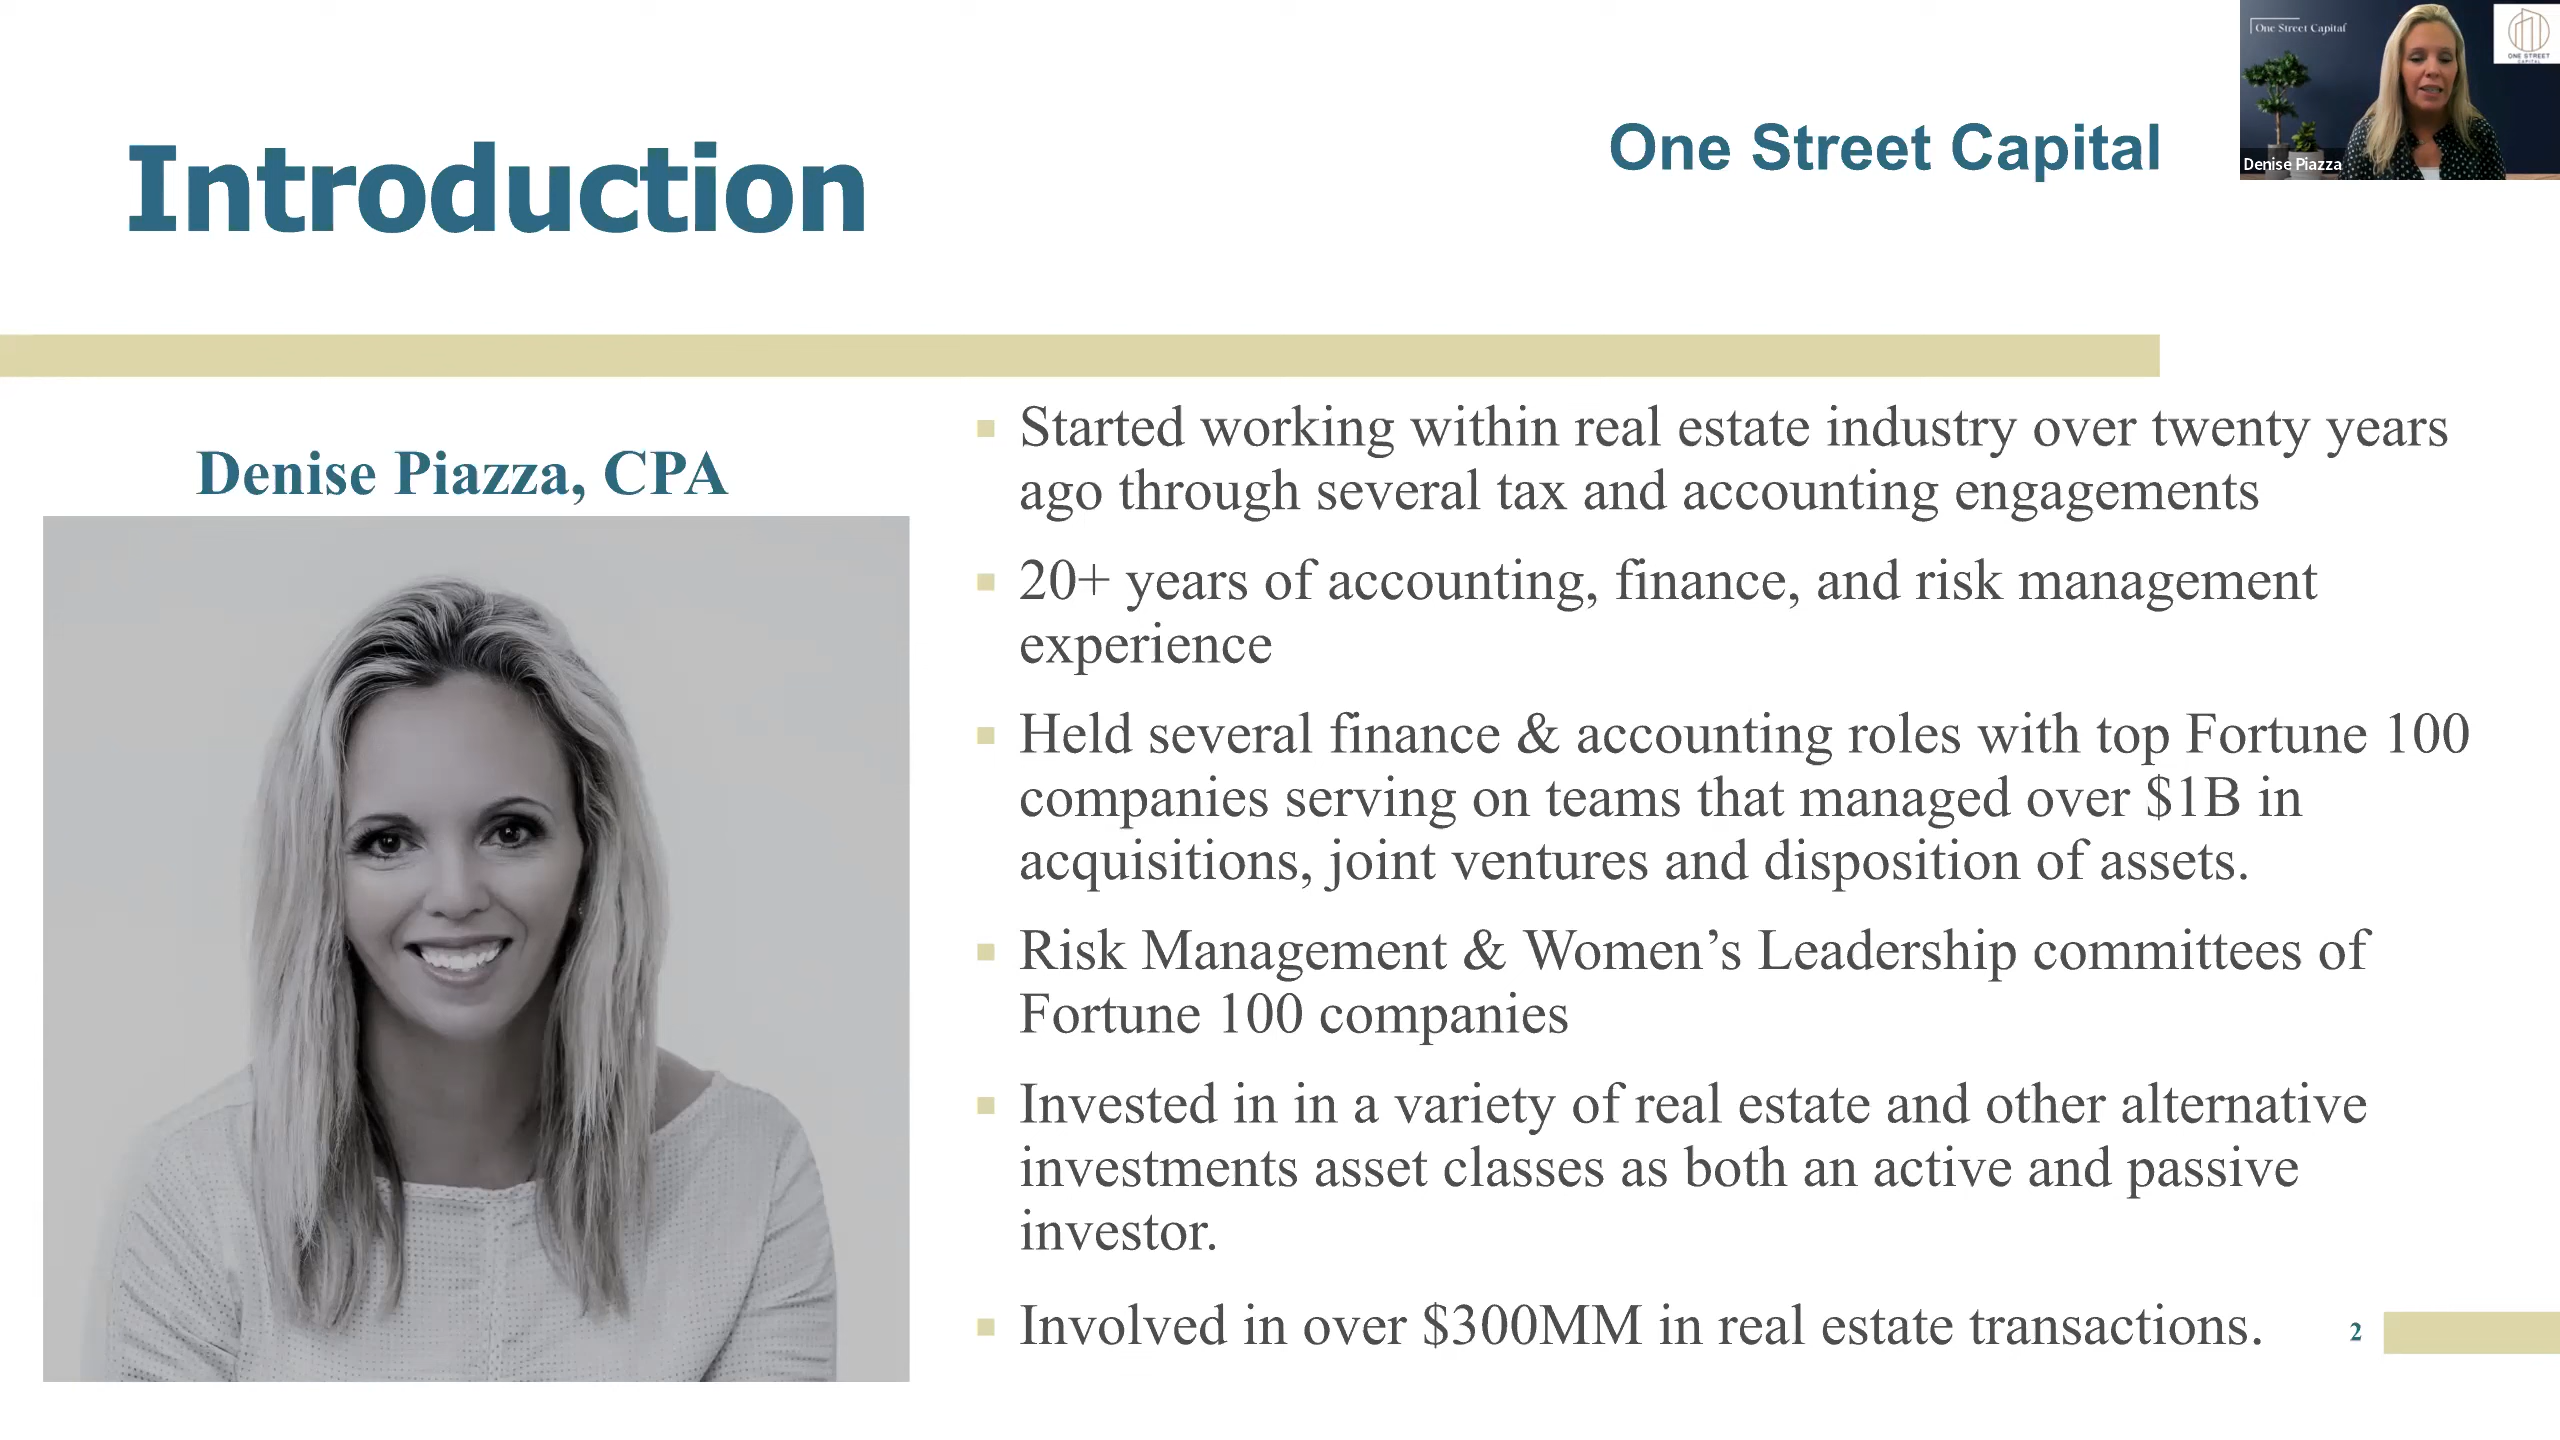 Introduction
One Street Capital
One Street Capital
ONE STREET
CAPITAL
Denise Piazza
Denise Piazza, CPA
Started working within real estate industry over twenty years
ago through several tax and accounting engagements
20+ years of accounting, finance, and risk management
experience
Held several finance & accounting roles with top Fortune 100
companies serving on teams that managed over $1B in
acquisitions, joint ventures and disposition of assets.
Risk Management & Women’s Leadership committees of
Fortune 100 companies
Invested in in a variety of real estate and other alternative
investments asset classes as both an active and passive
investor.
Involved in over $300MM in real estate transactions.
2